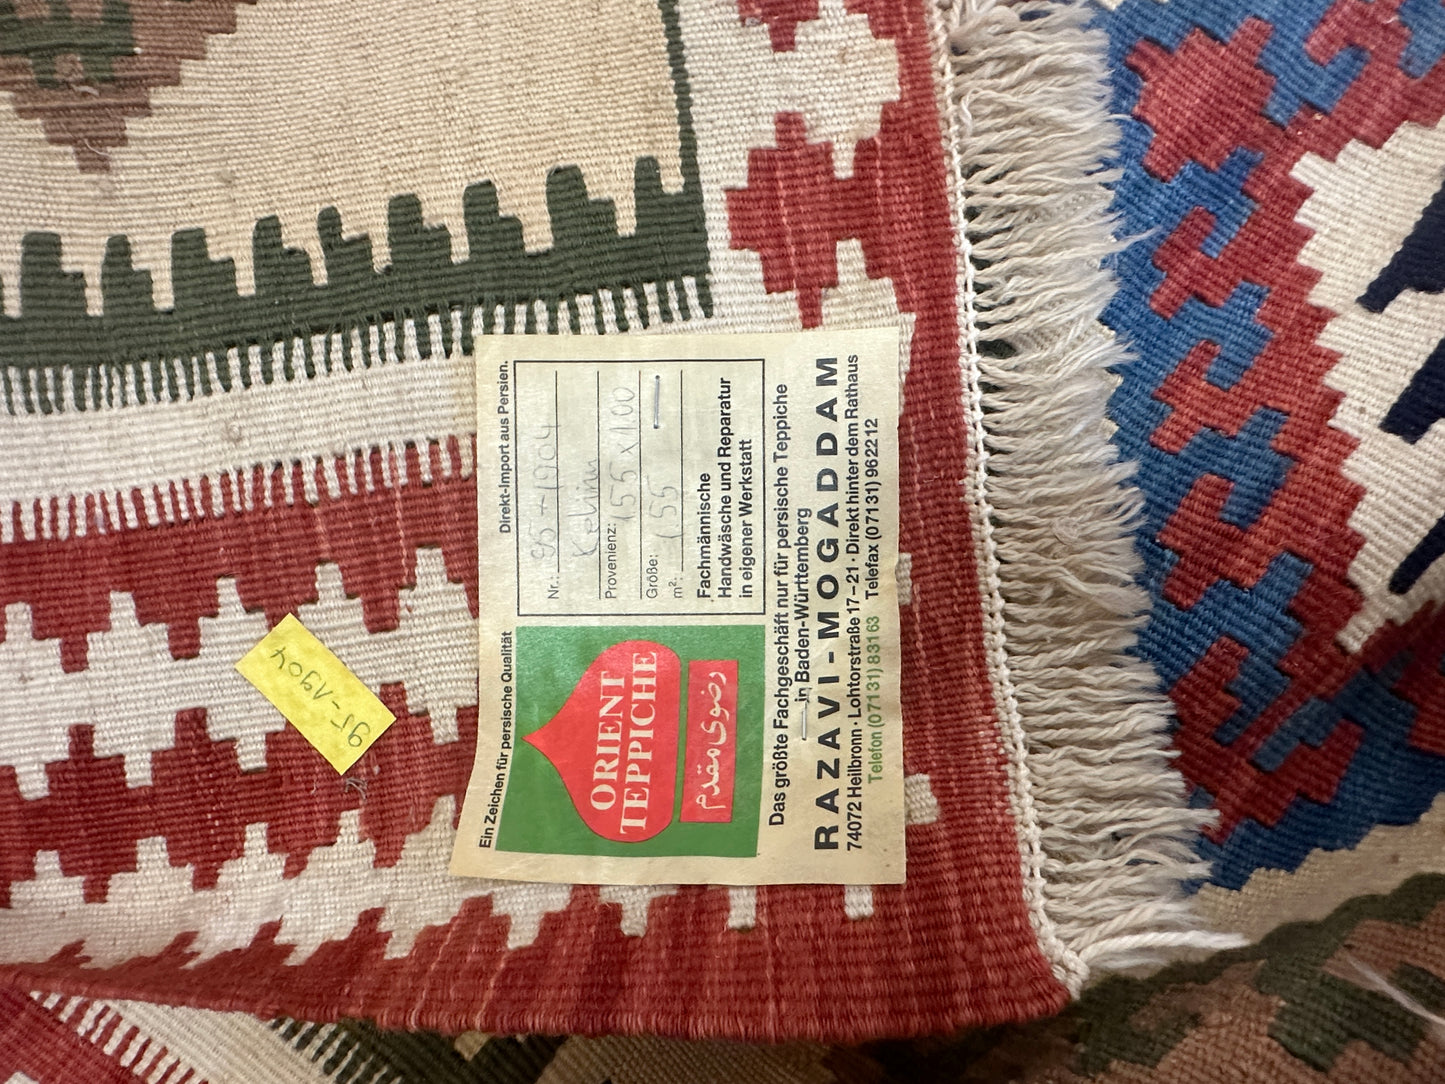 Ein Zeichen für persische Qualität
Direkt-Import aus Persien.
ORIENT
TEPPICHE
رضوی مقدم
Nr.: 95-1904
Kelim
Provenienz:
155 x 1.00
Größe:
1.55
m²:
Fachmännische
Handwäsche und Reparatur
in eigener Werkstatt
Das größte Fachgeschäft nur für persische Teppiche
in Baden-Württemberg
RAZAVI-MOGADDAM
74072 Heilbronn · Lohtorstraße 17–21 · Direkt hinter dem Rathaus
Telefon (07131) 83163 Telefax (07131) 962212
95-1904